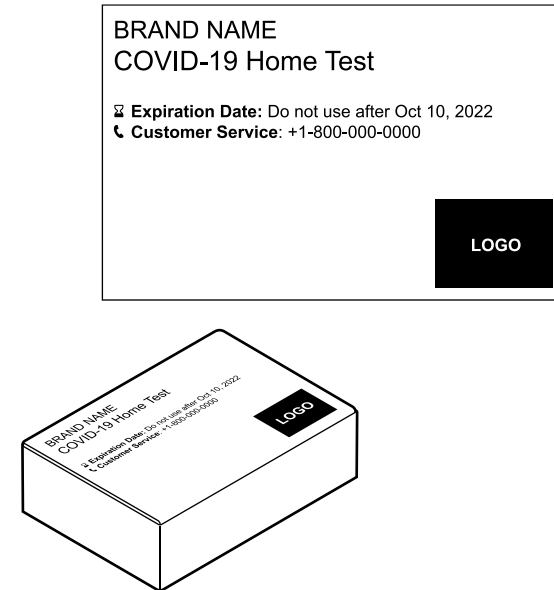 BRAND NAME
COVID-19 Home Test
Expiration Date: Do not use after Oct 10, 2022
Customer Service: +1-800-000-0000
LOGO
BRAND NAME
COVID-19 Home Test
Expiration Date: Do not use after Oct 10, 2022
Customer Service: +1-800-000-0000
LOGO